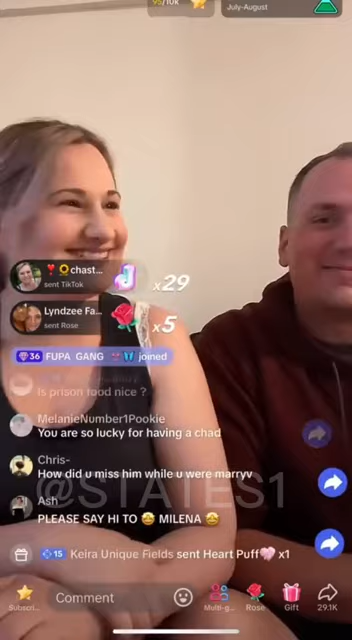 96/10k
July-August
chast...
sent TikTok
x29
Lyndzee Fa...
sent Rose
x5
36 FUPA GANG joined
Is prison food nice ?
MelanieNumber1Pookie
You are so lucky for having a chad
Chris-
How did u miss him while u were marryv
@STATES1
Ash
PLEASE SAY HI TO 🤩 MILENA 🤩
15 Keira Unique Fields sent Heart Puff🩷 x1
Subscri...
Comment
Multi-g...
Rose
Gift
29.1K